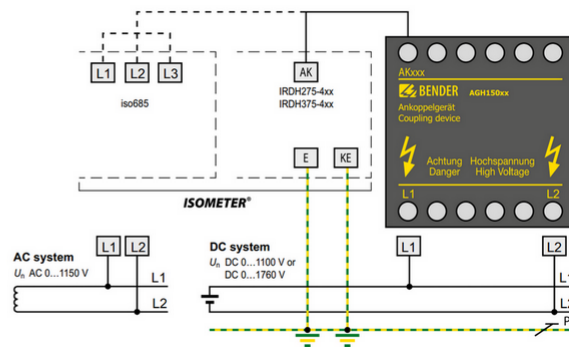 L1 L2 L3
iso685
AK
IRDH275-4xx
IRDH375-4xx
E KE
ISOMETER®
AKxxx
BENDER AGH150xx
Ankoppelgerät
Coupling device
Achtung Hochspannung
Danger High Voltage
L1 L2
L1 L2
AC system
Un AC 0...1150 V
L1
L2
DC system
Un DC 0...1100 V or
DC 0...1760 V
L1 L2
L1
L2
P